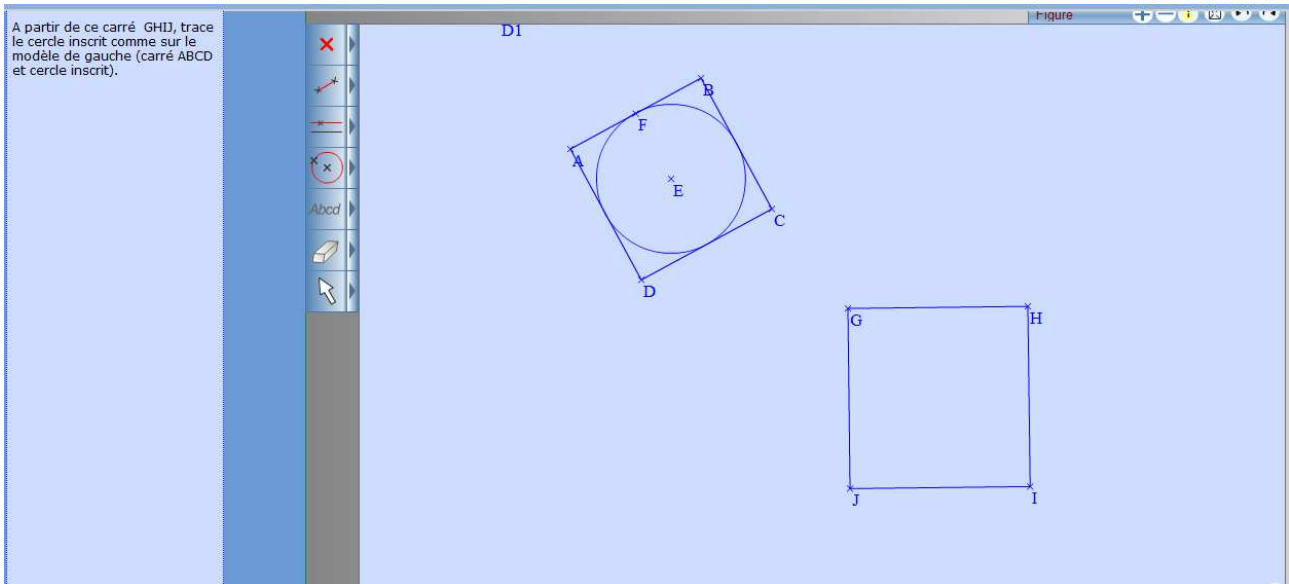 A partir de ce carré GHIJ, trace
le cercle inscrit comme sur le
modèle de gauche (carré ABCD
et cercle inscrit).
Figure
i
D1
Abcd
B
F
A
E
C
D
G
H
J
I